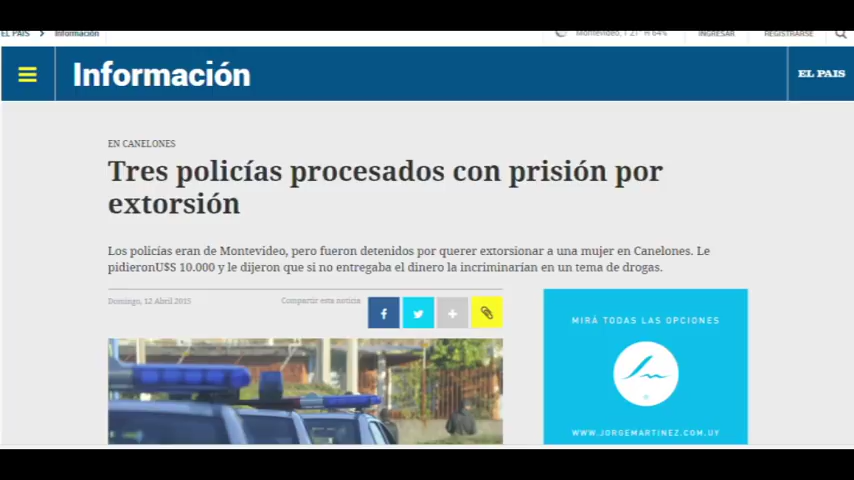 EL PAIS > Información
Montevideo, T 27° H 64%
INGRESAR
REGISTRARSE
Información
EL PAIS
EN CANELONES
Tres policías procesados con prisión por
extorsión
Los policías eran de Montevideo, pero fueron detenidos por querer extorsionar a una mujer en Canelones. Le
pidieronU$S 10.000 y le dijeron que si no entregaba el dinero la incriminarían en un tema de drogas.
Domingo, 12 Abril 2015
Compartir esta noticia
MIRÁ TODAS LAS OPCIONES
WWW.JORGEMARTINEZ.COM.UY